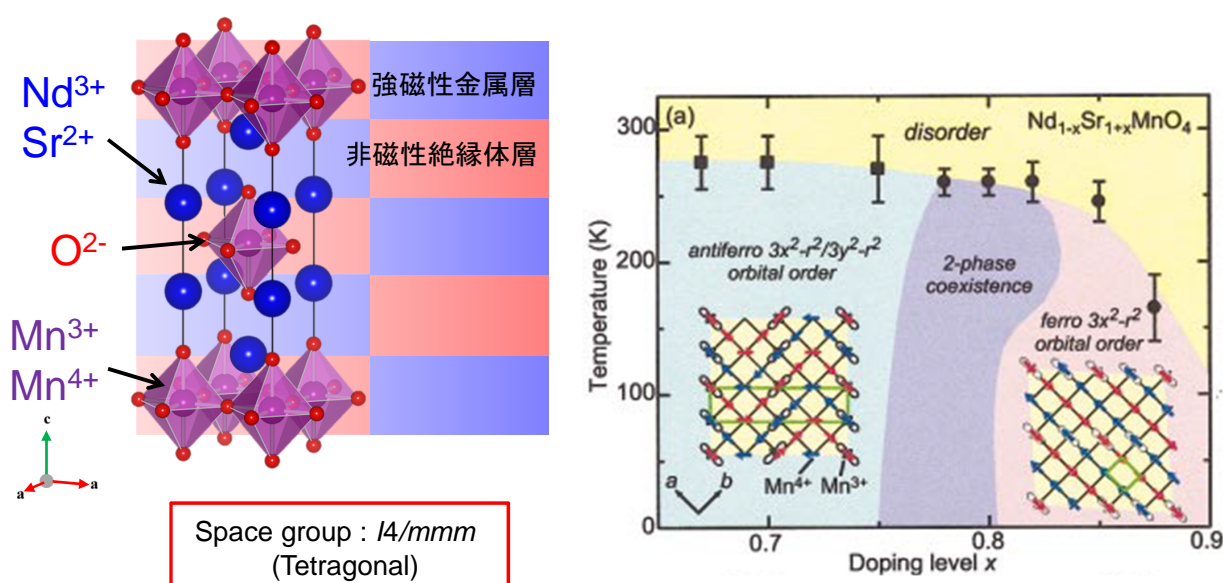 Nd3+
Sr2+
O2-
Mn3+
Mn4+
c
a
a
強磁性金属層
非磁性絶縁体層
Space group : I4/mmm
(Tetragonal)
(a)
Nd1-xSr1+xMnO4
disorder
antiferro 3x2-r2/3y2-r2
orbital order
2-phase
coexistence
ferro 3x2-r2
orbital order
a
b
Mn4+
Mn3+
Temperature (K)
300
200
100
0
0.7
0.8
0.9
Doping level x